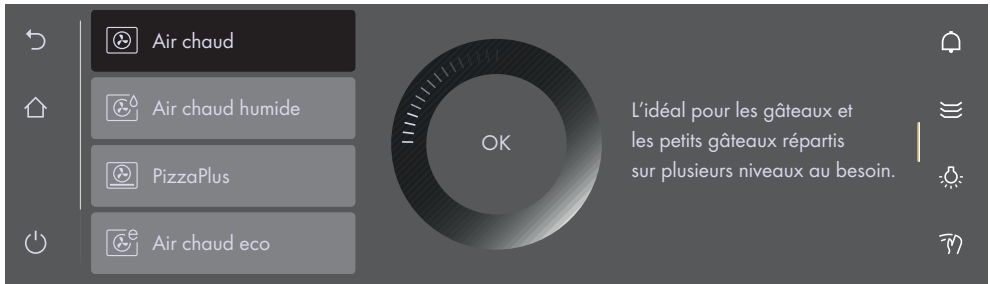 Air chaud
Air chaud humide
PizzaPlus
Air chaud eco
OK
L’idéal pour les gâteaux et
les petits gâteaux répartis
sur plusieurs niveaux au besoin.